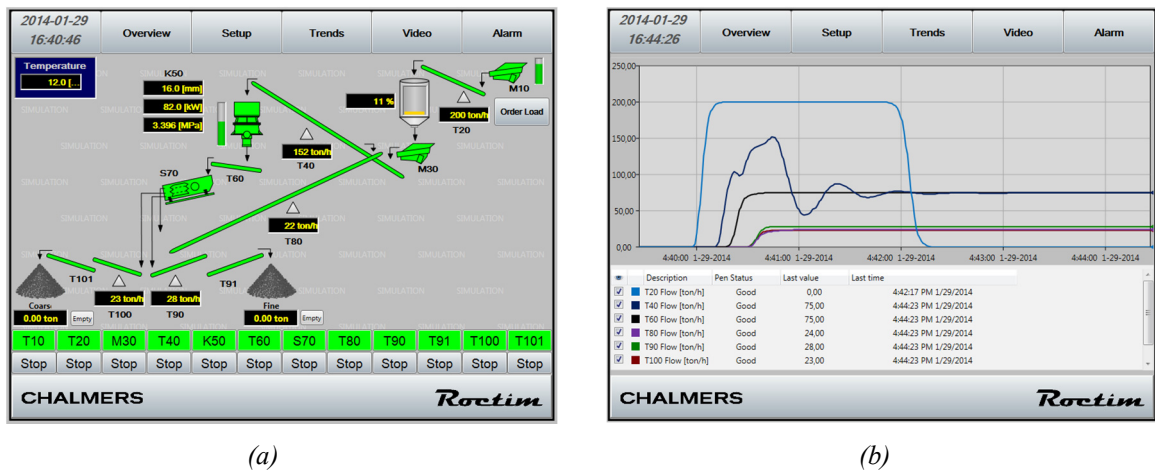 2014-01-29
16:40:46
Overview Setup Trends Video Alarm
Temperature
12.0 [...
K50
16.0 [mm]
82.0 [kW]
3.396 [MPa]
11 %
M10
200 ton/h
Order Load
T20
152 ton/h
T40
M30
S70
T60
22 ton/h
T80
T101
T91
23 ton/h
28 ton/h
T100
T90
Coars
Fine
0.00 ton Empty
0.00 ton Empty
SIMULATION
T10 T20 M30 T40 K50 T60 S70 T80 T90 T91 T100 T101
Stop Stop Stop Stop Stop Stop Stop Stop Stop Stop Stop Stop
CHALMERS Roctim
(a)
2014-01-29
16:44:26
Overview Setup Trends Video Alarm
250,00
200,00
150,00
100,00
50,00
0,00
4:40:00 1-29-2014 4:41:00 1-29-2014 4:42:00 1-29-2014 4:43:00 1-29-2014 4:44:00 1-29-2014
Description Pen Status Last value Last time
T20 Flow [ton/h] Good 0,00 4:42:17 PM 1/29/2014
T40 Flow [ton/h] Good 75,00 4:44:23 PM 1/29/2014
T60 Flow [ton/h] Good 75,00 4:44:23 PM 1/29/2014
T80 Flow [ton/h] Good 24,00 4:44:23 PM 1/29/2014
T90 Flow [ton/h] Good 28,00 4:44:23 PM 1/29/2014
T100 Flow [ton/h] Good 23,00 4:44:23 PM 1/29/2014
CHALMERS Roctim
(b)